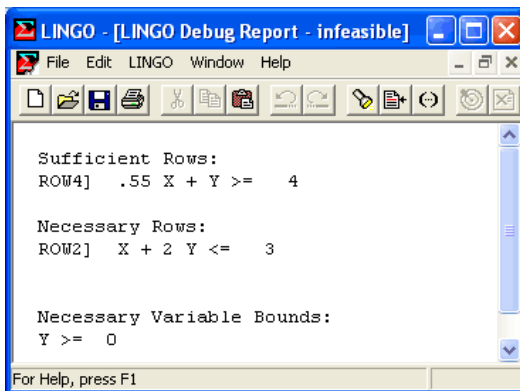 LINGO - [LINGO Debug Report - infeasible]
File Edit LINGO Window Help
Sufficient Rows:
ROW4] .55 X + Y >= 4
Necessary Rows:
ROW2] X + 2 Y <= 3
Necessary Variable Bounds:
Y >= 0
For Help, press F1